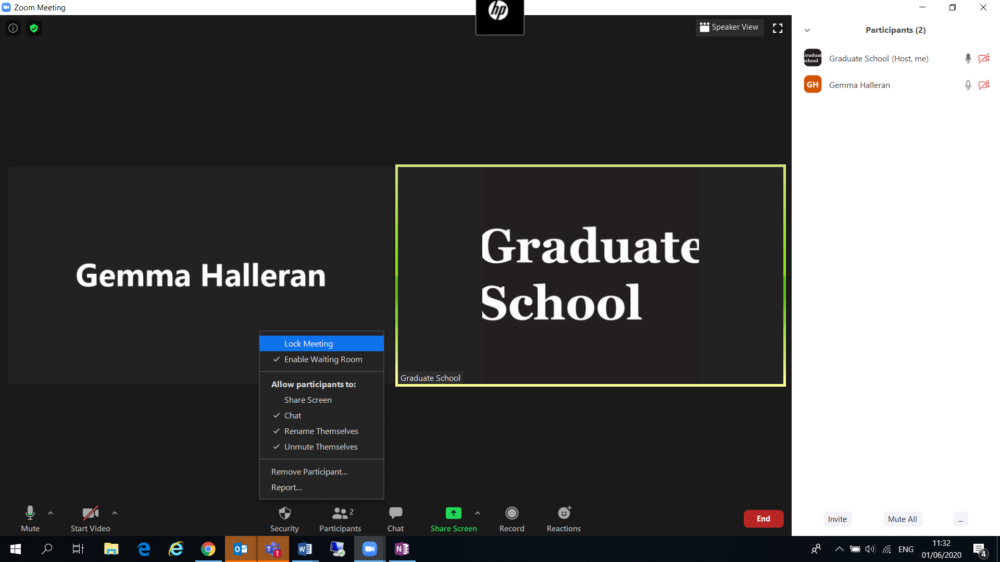 Zoom Meeting
hp
Speaker View
Participants (2)
Graduat
School
Graduate School (Host, me)
GH
Gemma Halleran
Gemma Halleran
Graduate
School
Graduate School
Lock Meeting
✓ Enable Waiting Room
Allow participants to:
Share Screen
✓ Chat
✓ Rename Themselves
✓ Unmute Themselves
Remove Participant...
Report...
Mute
Start Video
Security
2
Participants
Chat
Share Screen
Record
Reactions
End
Invite
Mute All
...
1
ENG
11:32
01/06/2020
4